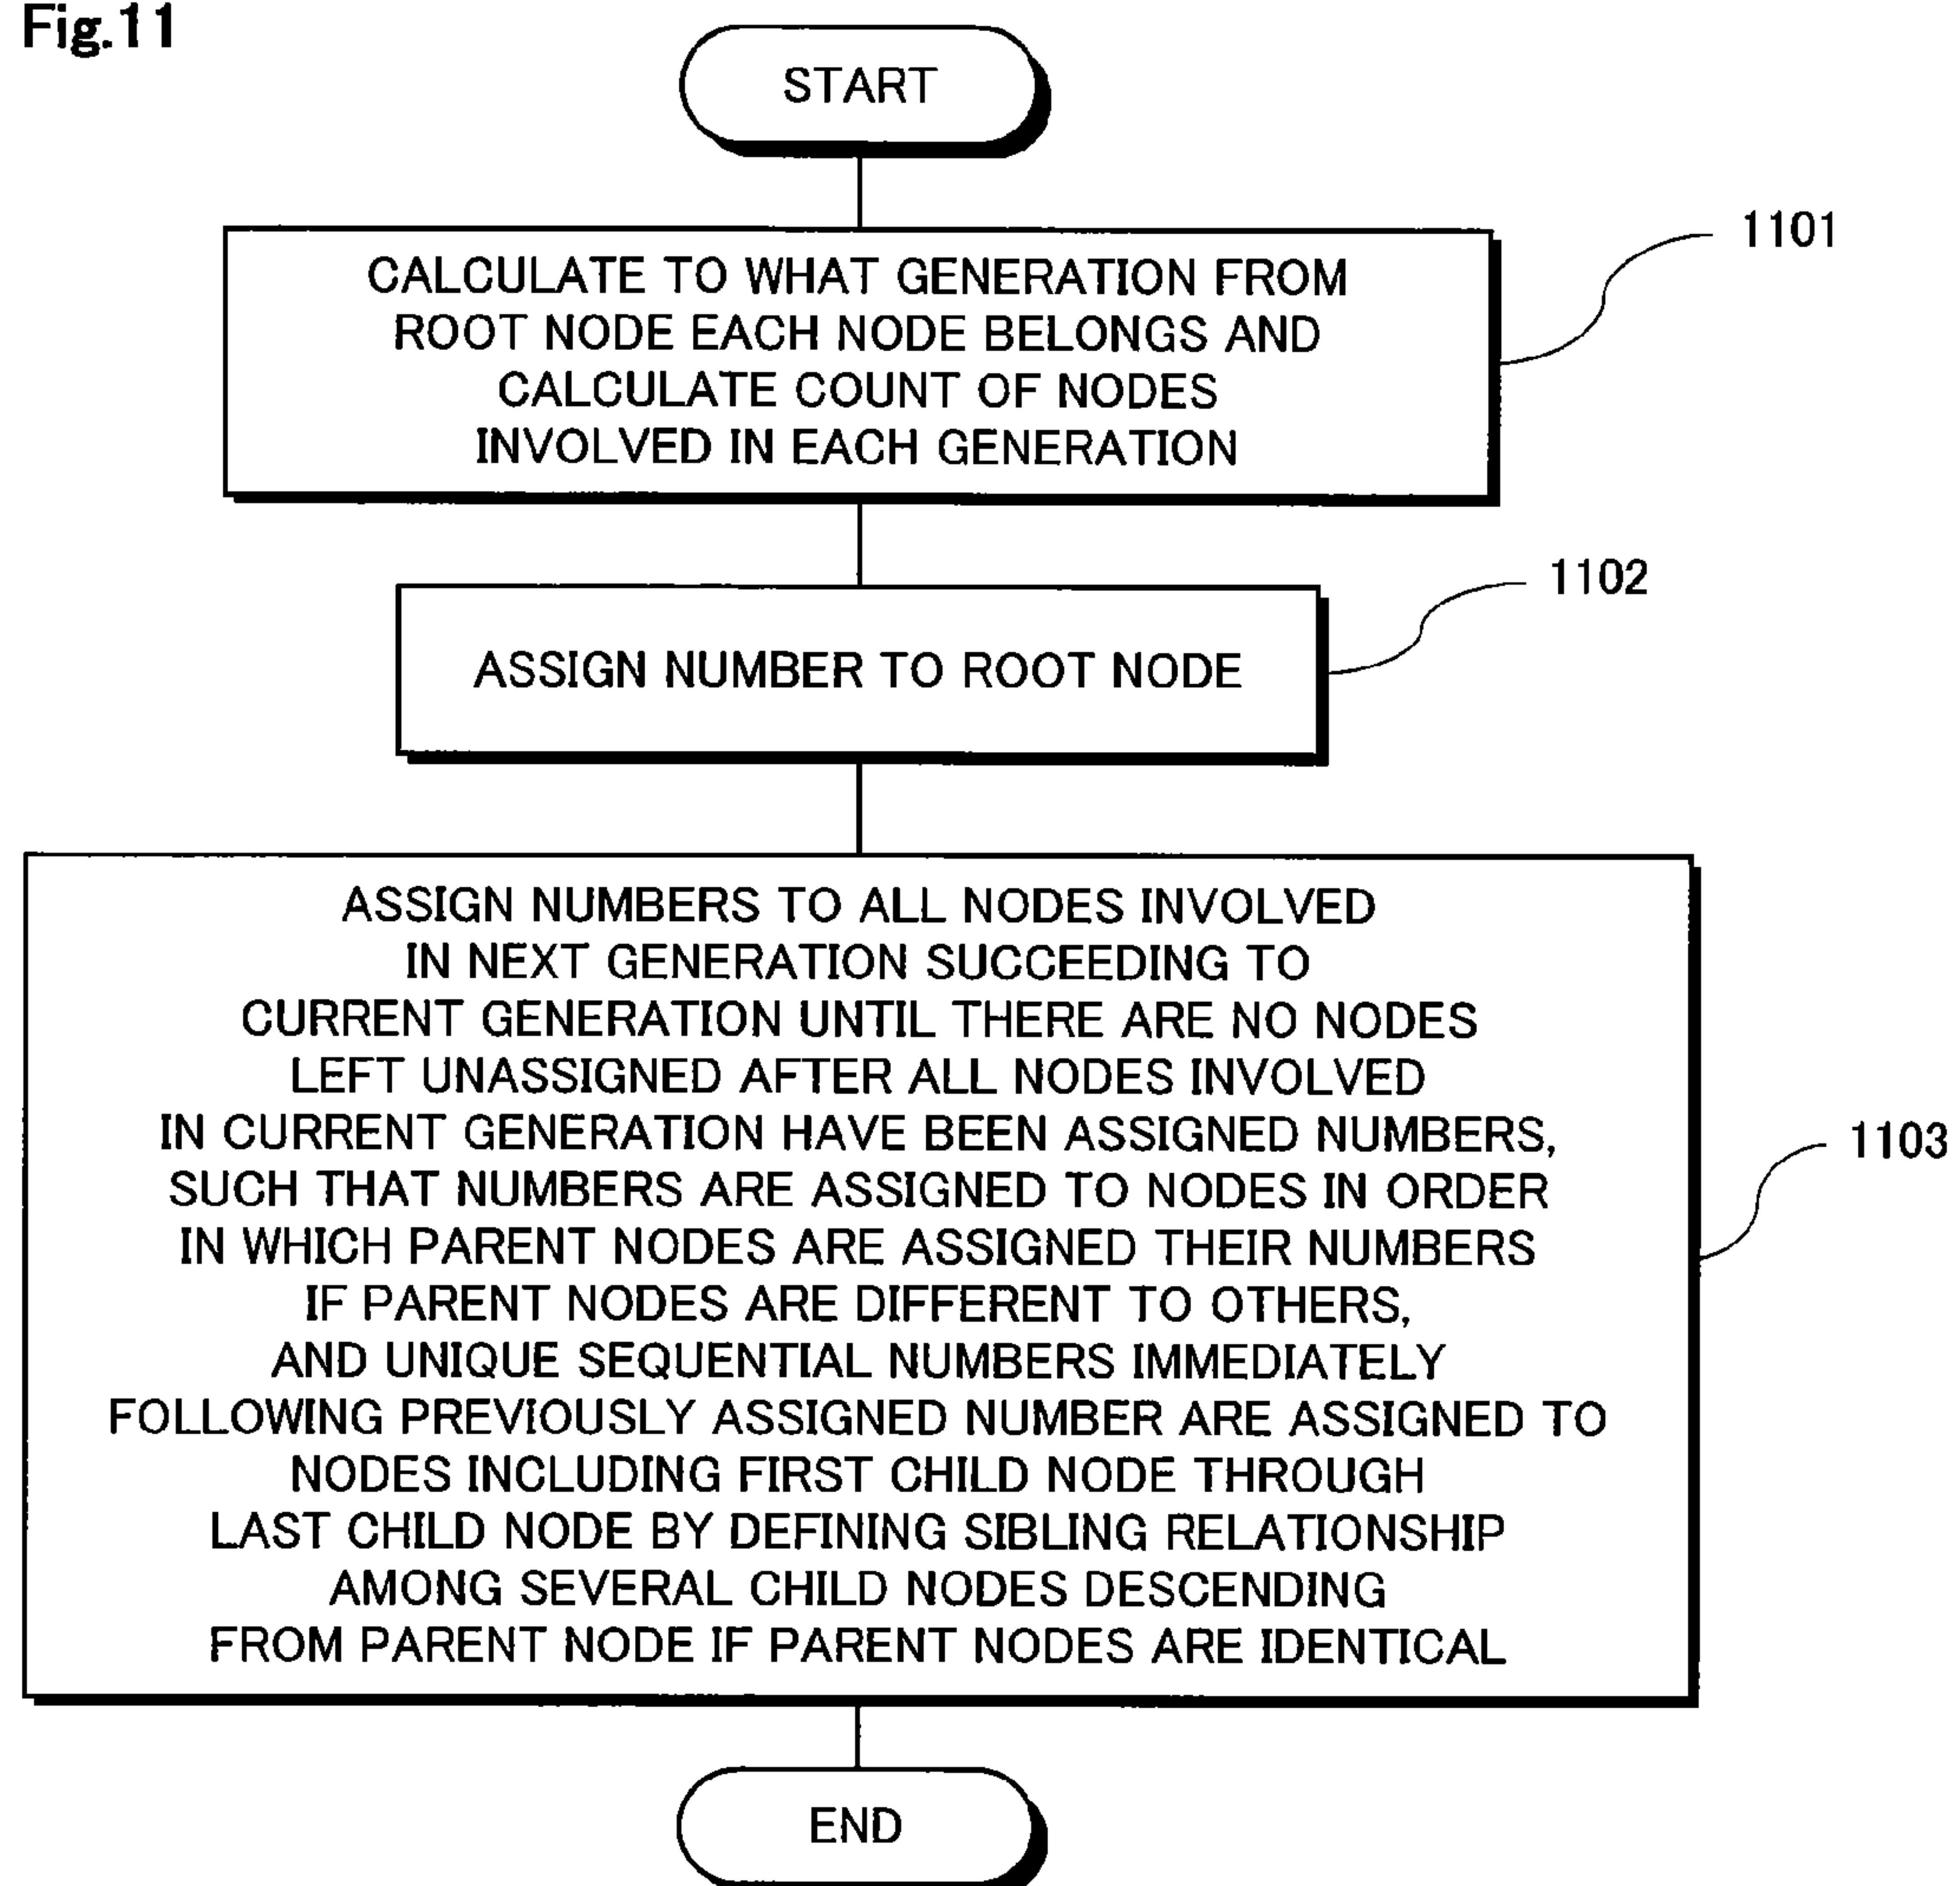 Fig.11
START
1101
CALCULATE TO WHAT GENERATION FROM
ROOT NODE EACH NODE BELONGS AND
CALCULATE COUNT OF NODES
INVOLVED IN EACH GENERATION
1102
ASSIGN NUMBER TO ROOT NODE
ASSIGN NUMBERS TO ALL NODES INVOLVED
IN NEXT GENERATION SUCCEEDING TO
CURRENT GENERATION UNTIL THERE ARE NO NODES
LEFT UNASSIGNED AFTER ALL NODES INVOLVED
IN CURRENT GENERATION HAVE BEEN ASSIGNED NUMBERS,
1103
SUCH THAT NUMBERS ARE ASSIGNED TO NODES IN ORDER
IN WHICH PARENT NODES ARE ASSIGNED THEIR NUMBERS
IF PARENT NODES ARE DIFFERENT TO OTHERS,
AND UNIQUE SEQUENTIAL NUMBERS IMMEDIATELY
FOLLOWING PREVIOUSLY ASSIGNED NUMBER ARE ASSIGNED TO
NODES INCLUDING FIRST CHILD NODE THROUGH
LAST CHILD NODE BY DEFINING SIBLING RELATIONSHIP
AMONG SEVERAL CHILD NODES DESCENDING
FROM PARENT NODE IF PARENT NODES ARE IDENTICAL
END